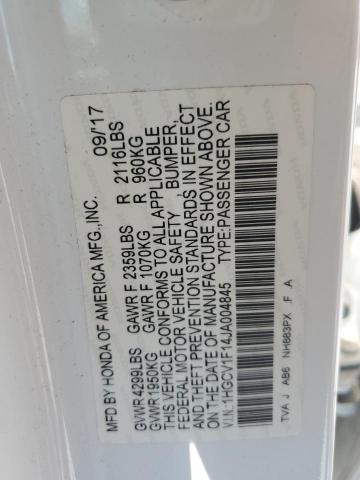 MFD.BY HONDA OF AMERICA MFG.,INC. 09/'17
GVWR 4299LBS GAWR F 2359LBS R 2116LBS
GVWR 1950KG GAWR F 1070KG R 960KG
THIS VEHICLE CONFORMS TO ALL APPLICABLE
FEDERAL MOTOR VEHICLE SAFETY BUMPER,
AND THEFT PREVENTION STANDARDS IN EFFECT
ON THE DATE OF MANUFACTURE SHOWN ABOVE.
V I N:1HGCV1F14JA004845 TYPE:PASSENGER CAR
TVA J AB6 NH883PX F A